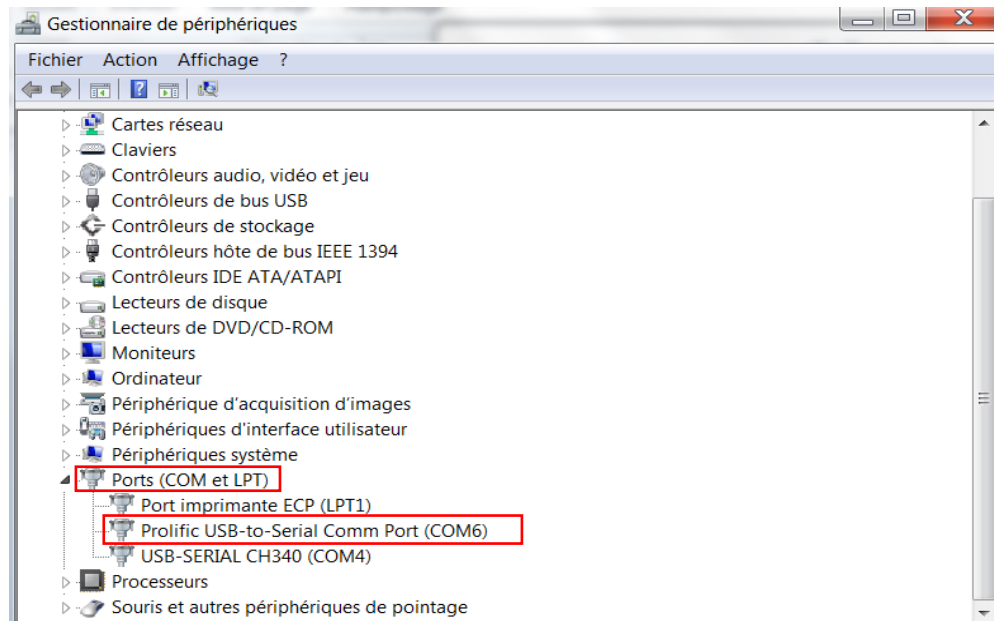 Gestionnaire de périphériques
Fichier Action Affichage ?
Cartes réseau
Claviers
Contrôleurs audio, vidéo et jeu
Contrôleurs de bus USB
Contrôleurs de stockage
Contrôleurs hôte de bus IEEE 1394
Contrôleurs IDE ATA/ATAPI
Lecteurs de disque
Lecteurs de DVD/CD-ROM
Moniteurs
Ordinateur
Périphérique d'acquisition d'images
Périphériques d'interface utilisateur
Périphériques système
Ports (COM et LPT)
Port imprimante ECP (LPT1)
Prolific USB-to-Serial Comm Port (COM6)
USB-SERIAL CH340 (COM4)
Processeurs
Souris et autres périphériques de pointage